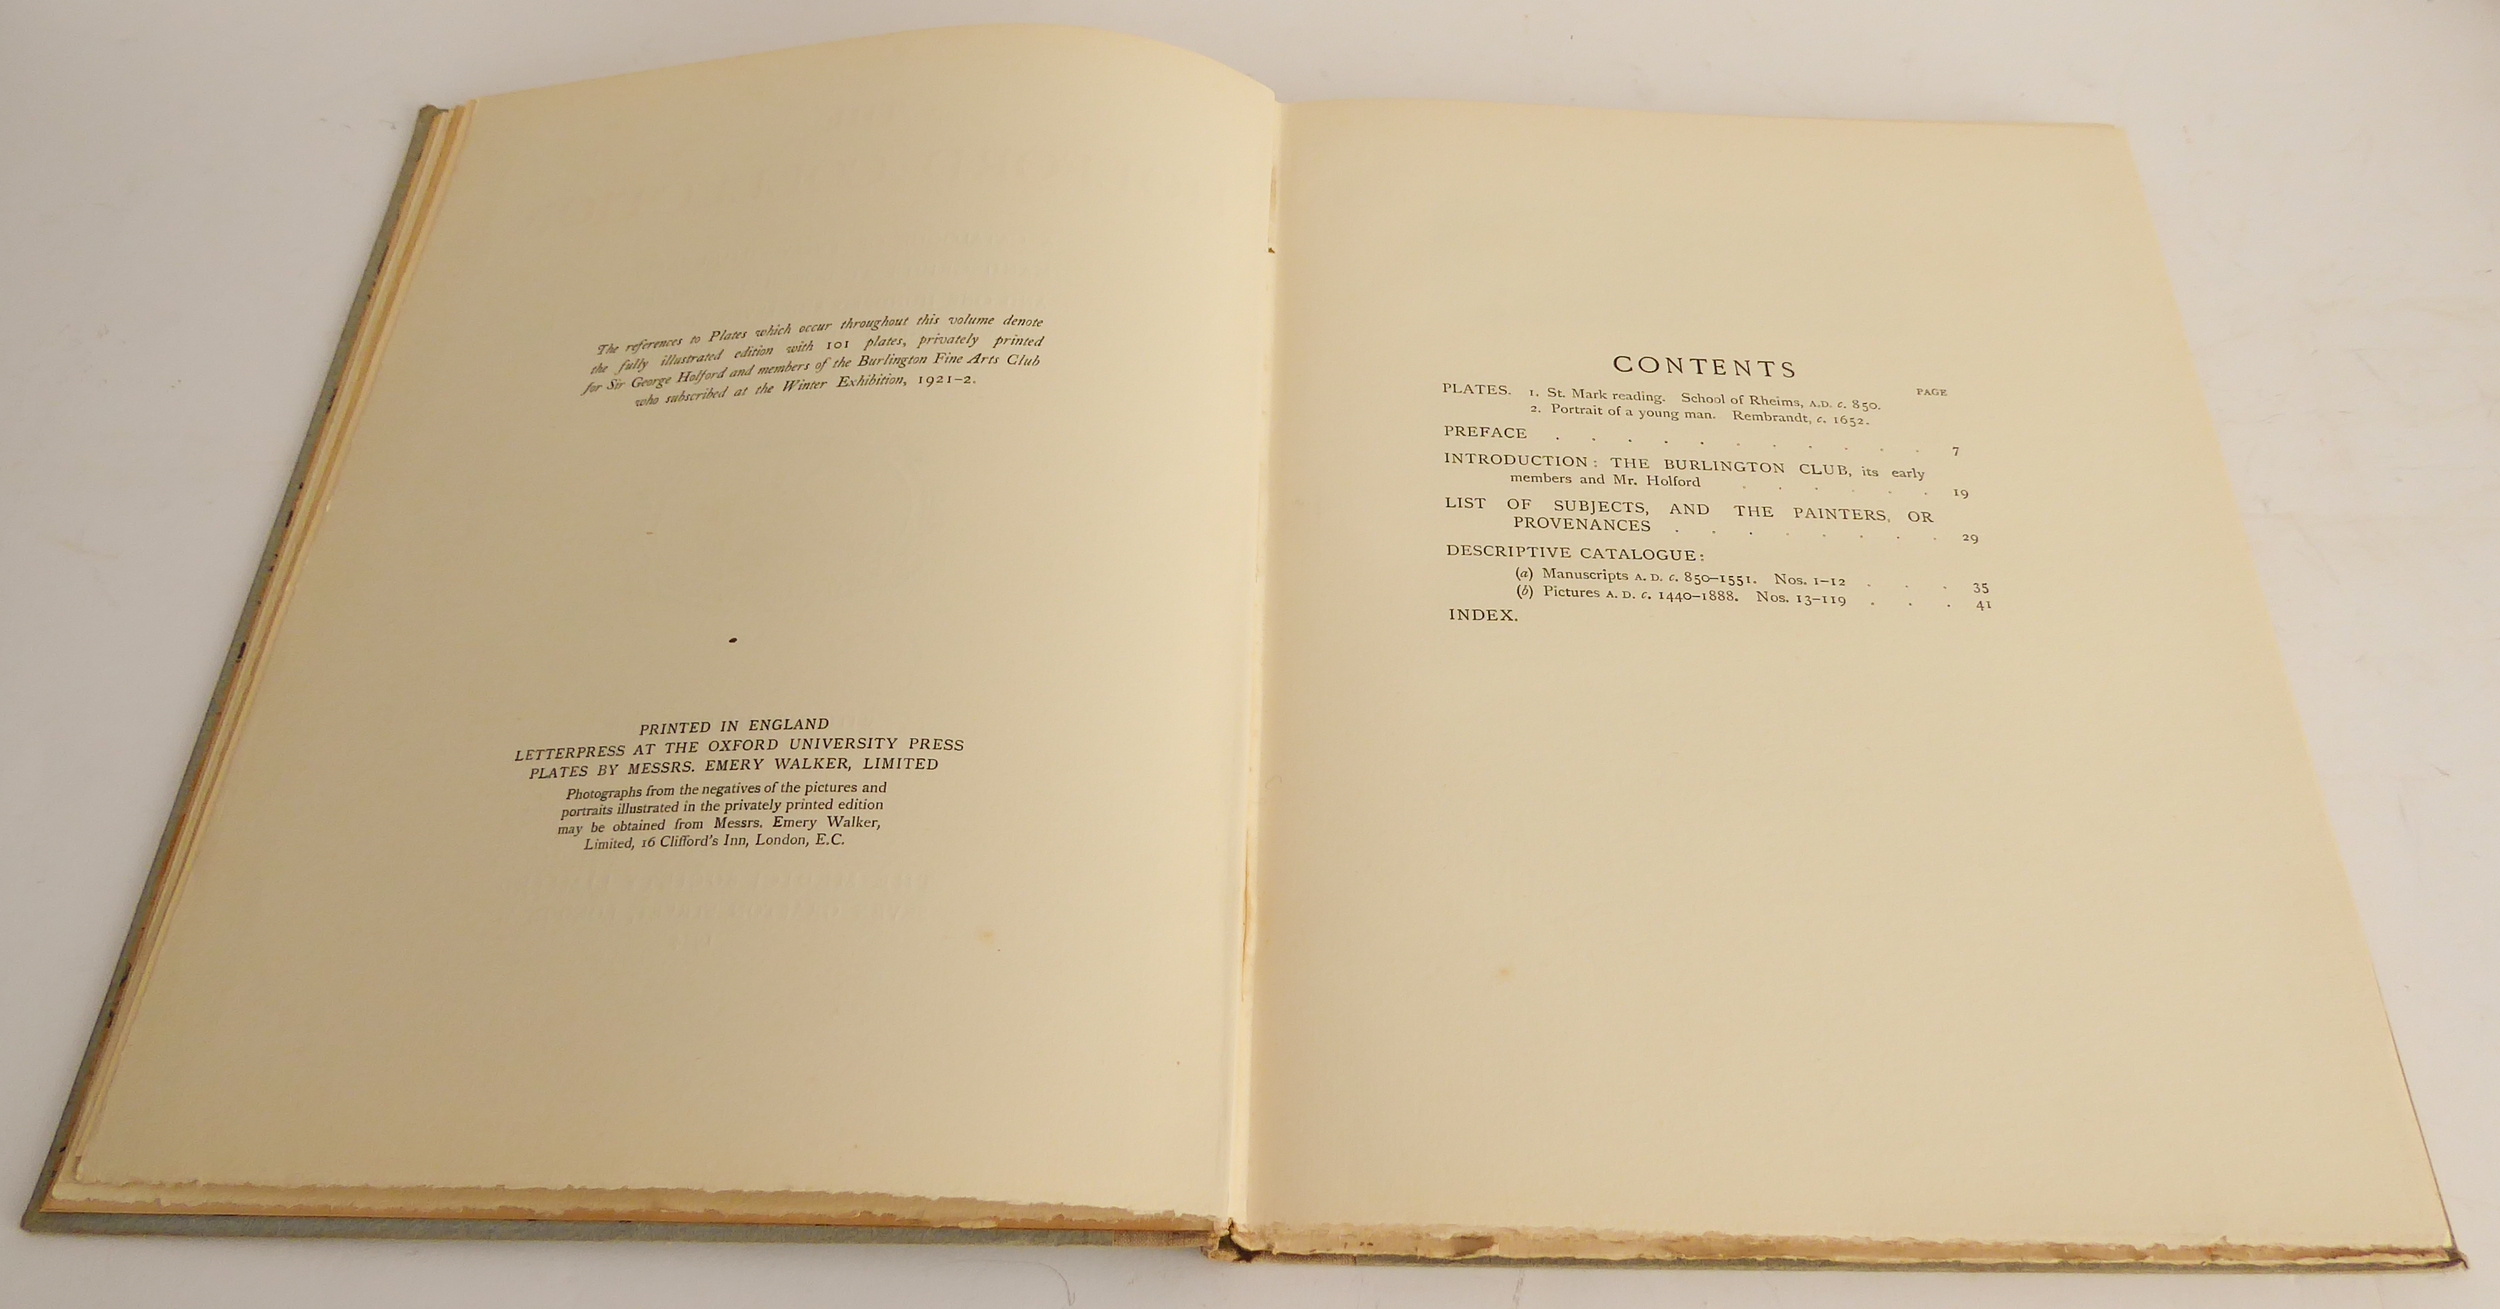 The references to Plates which occur throughout this volume denote
the fully illustrated edition with 101 plates, privately printed
for Sir George Holford and members of the Burlington Fine Arts Club
who subscribed at the Winter Exhibition, 1921–2.
PRINTED IN ENGLAND
LETTERPRESS AT THE OXFORD UNIVERSITY PRESS
PLATES BY MESSRS. EMERY WALKER, LIMITED
Photographs from the negatives of the pictures and
portraits illustrated in the privately printed edition
may be obtained from Messrs. Emery Walker,
Limited, 16 Clifford's Inn, London, E.C.
CONTENTS
PAGE
PLATES. 1. St. Mark reading. School of Rheims, A.D. c. 850.
2. Portrait of a young man. Rembrandt, c. 1652.
PREFACE . . . . . . . . . . . 7
INTRODUCTION : THE BURLINGTON CLUB, its early
members and Mr. Holford . . . . . . 19
LIST OF SUBJECTS, AND THE PAINTERS, OR
PROVENANCES . . . . . . . . 29
DESCRIPTIVE CATALOGUE :
(a) Manuscripts A. D. c. 850–1551. Nos. 1–12 . . . 35
(b) Pictures A. D. c. 1440–1888. Nos. 13–119 . . . 41
INDEX.